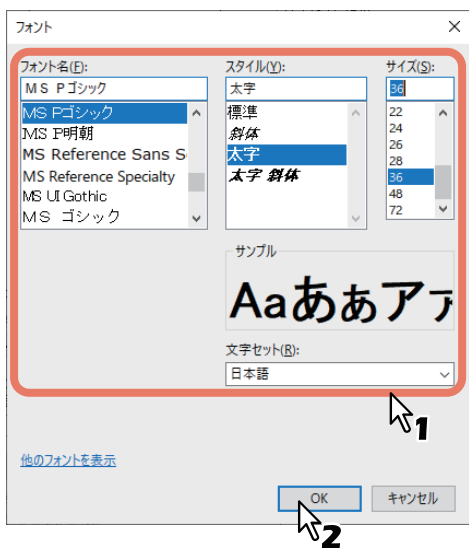 フォント
フォント名(F):
MS Pゴシック
MS Pゴシック
MS P明朝
MS Reference Sans S
MS Reference Specialty
MS UI Gothic
MS ゴシック
スタイル(Y):
太字
標準
斜体
太字
太字 斜体
サイズ(S):
36
22
24
26
28
36
48
72
サンプル
Aaあぁアァ
文字セット(R):
日本語
1
他のフォントを表示
OK
キャンセル
2